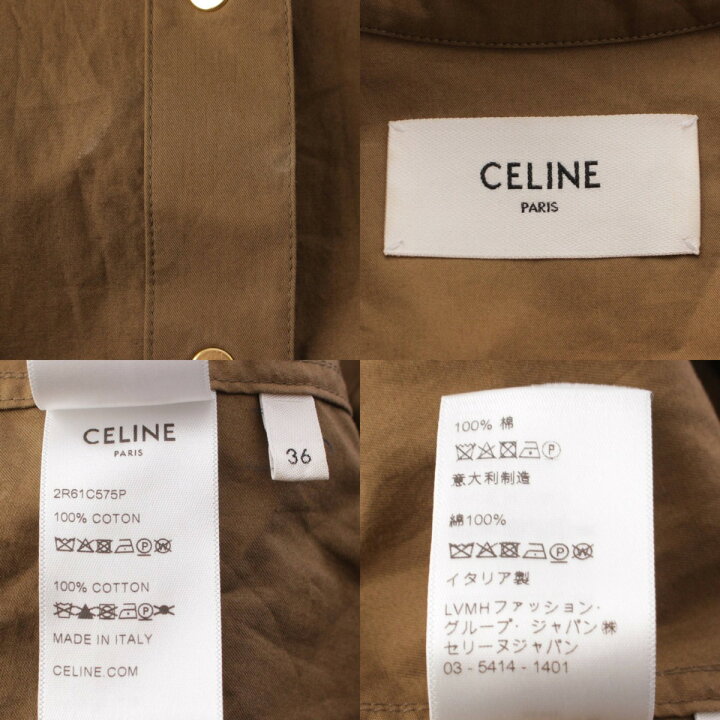 CELINE
PARIS
CELINE
PARIS
2R61C575P
100% COTON
100% COTTON
MADE IN ITALY
CELINE.COM
36
100% 棉
意大利制造
綿100%
イタリア製
LVMHファッション・
グループ・ジャパン㈱
セリーヌジャパン
03-5414-1401